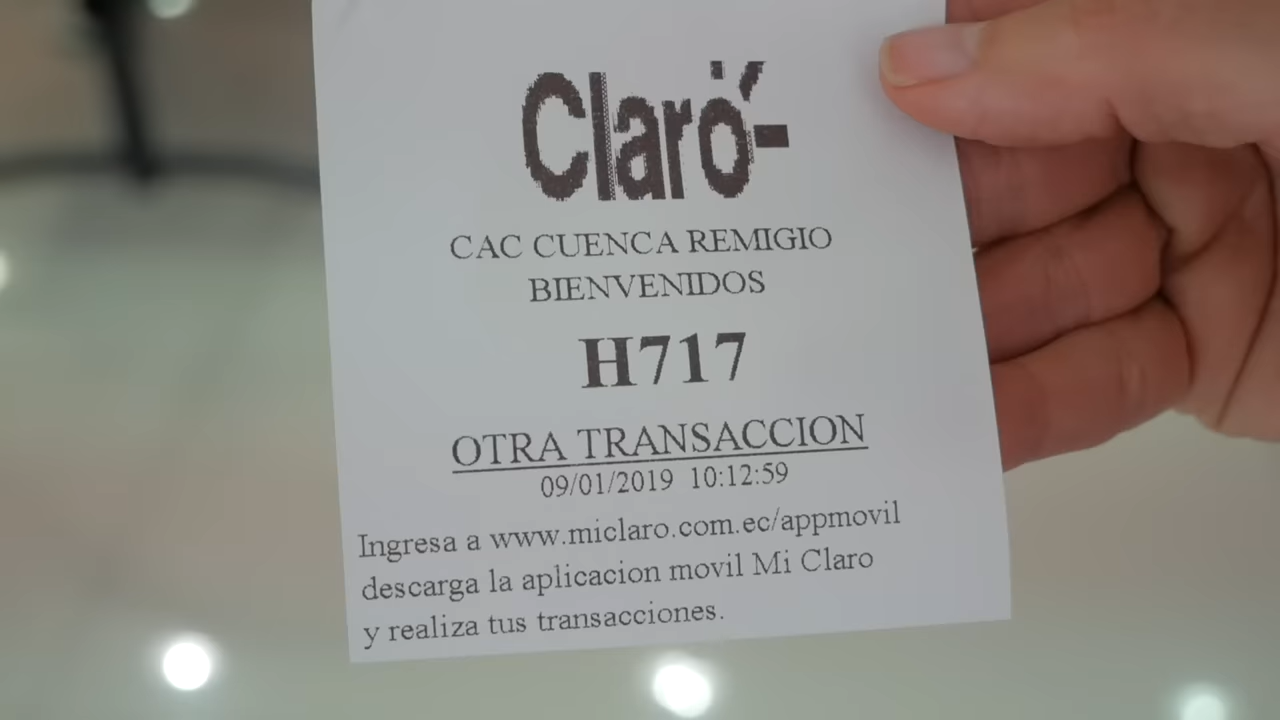 Claro-
CAC CUENCA REMIGIO
BIENVENIDOS
H717
OTRA TRANSACCION
09/01/2019 10:12:59
Ingresa a www.miclaro.com.ec/appmovil
descarga la aplicacion movil Mi Claro
y realiza tus transacciones.